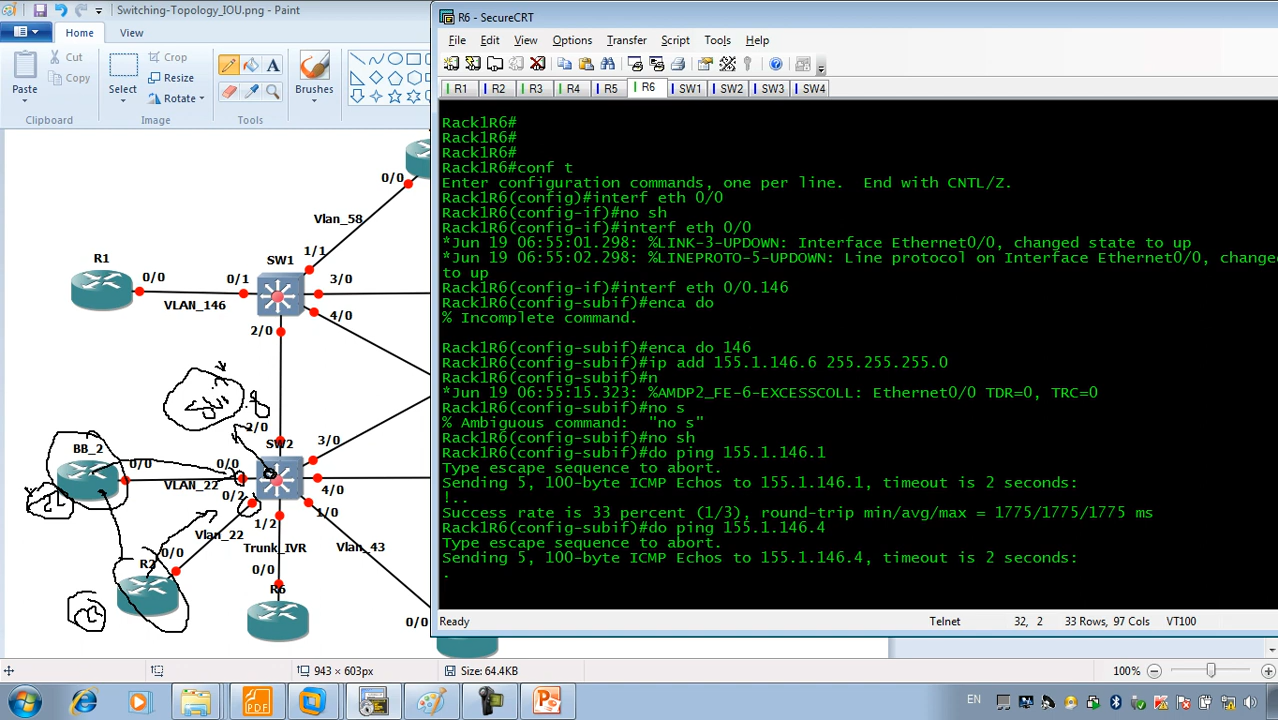 Switching-Topology_IOU.png - Paint
Home
View
Paste
Cut
Copy
Clipboard
Select
Crop
Resize
Rotate
Image
Tools
Brushes
Shapes
R1
0/0
VLAN_146
0/1
SW1
1/1
Vlan_58
0/0
3/0
4/0
2/0
2/0
SW2
3/0
4/0
1/0
BB_2
0/0
VLAN_22
0/0
0/2
1/2
Vlan_22
Trunk_IVR
Vlan_43
0/0
R2
0/0
R6
0/0
R6 - SecureCRT
File Edit View Options Transfer Script Tools Help
R1 R2 R3 R4 R5 R6 SW1 SW2 SW3 SW4
Rack1R6#
Rack1R6#
Rack1R6#
Rack1R6#conf t
Enter configuration commands, one per line.  End with CNTL/Z.
Rack1R6(config)#interf eth 0/0
Rack1R6(config-if)#no sh
Rack1R6(config-if)#interf eth 0/0
*Jun 19 06:55:01.298: %LINK-3-UPDOWN: Interface Ethernet0/0, changed state to up
*Jun 19 06:55:02.298: %LINEPROTO-5-UPDOWN: Line protocol on Interface Ethernet0/0, changed
to up
Rack1R6(config-if)#interf eth 0/0.146
Rack1R6(config-subif)#enca do
% Incomplete command.
Rack1R6(config-subif)#enca do 146
Rack1R6(config-subif)#ip add 155.1.146.6 255.255.255.0
Rack1R6(config-subif)#n
*Jun 19 06:55:15.323: %AMDP2_FE-6-EXCESSCOLL: Ethernet0/0 TDR=0, TRC=0
Rack1R6(config-subif)#no s
% Ambiguous command:  "no s"
Rack1R6(config-subif)#no sh
Rack1R6(config-subif)#do ping 155.1.146.1
Type escape sequence to abort.
Sending 5, 100-byte ICMP Echos to 155.1.146.1, timeout is 2 seconds:
!..
Success rate is 33 percent (1/3), round-trip min/avg/max = 1775/1775/1775 ms
Rack1R6(config-subif)#do ping 155.1.146.4
Type escape sequence to abort.
Sending 5, 100-byte ICMP Echos to 155.1.146.4, timeout is 2 seconds:
.
Ready
Telnet
32, 2
33 Rows, 97 Cols
VT100
943 × 603px
Size: 64.4KB
100%
EN
PDF